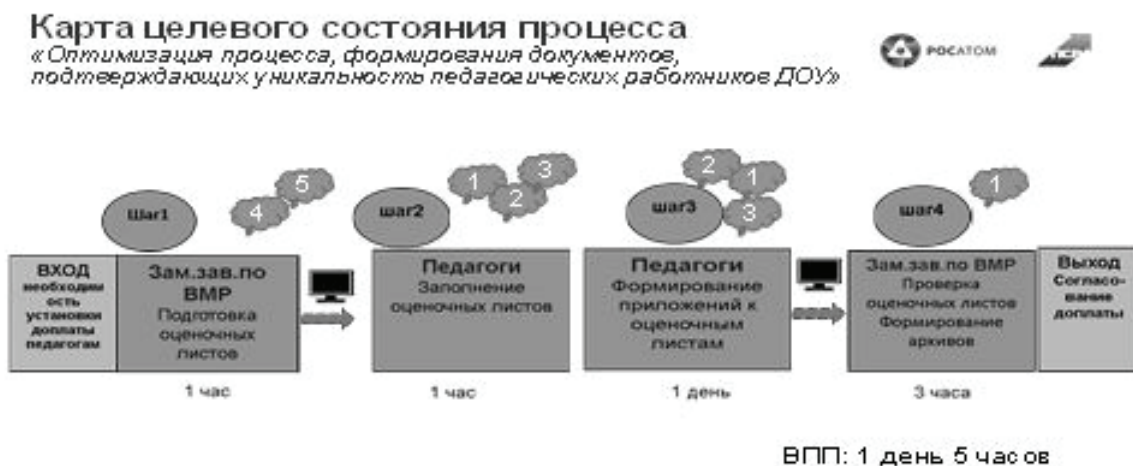 Карта целевого состояния процесса
«Оптимизация процесса, формирования документов,
подтверждающих уникальность педагогических работников ДОУ»
РОСАТОМ
Шаг1
4
5
шаг2
1
2
3
шаг3
2
1
3
шаг4
1
ВХОД
необходим
ость
установки
доплаты
педагогам
Зам.зав.по
ВМР
Подготовка
оценочных
листов
Педагоги
Заполнение
оценочных листов
Педагоги
Формирование
приложений к
оценочным
листам
Зам.зав.по ВМР
Проверка
оценочных листов
Формирование
архивов
Выход
Согласо-
вание
доплаты
1 час
1 час
1 день
3 часа
ВПП: 1 день 5 часов